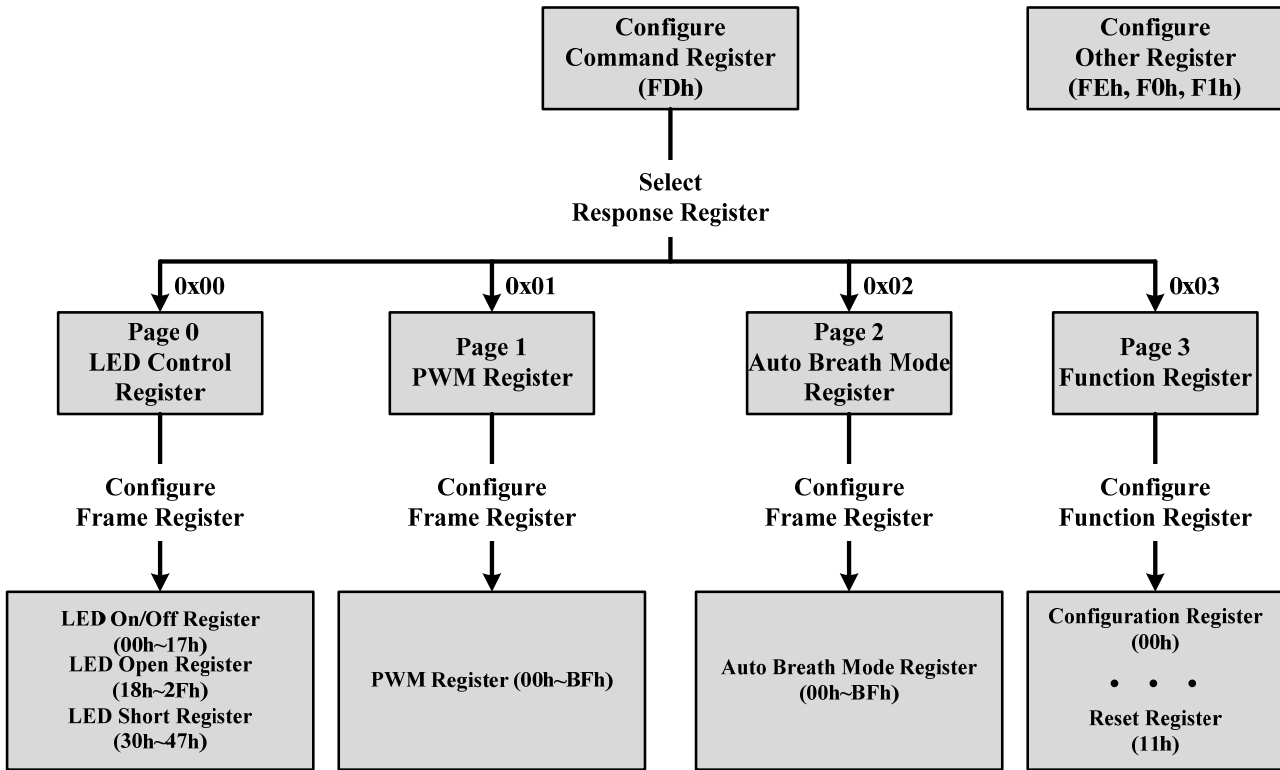 Configure
Command Register
(FDh)
Configure
Other Register
(FEh, F0h, F1h)
Select
Response Register
0x00
0x01
0x02
0x03
Page 0
LED Control
Register
Page 1
PWM Register
Page 2
Auto Breath Mode
Register
Page 3
Function Register
Configure
Frame Register
Configure
Frame Register
Configure
Frame Register
Configure
Function Register
LED On/Off Register
(00h~17h)
LED Open Register
(18h~2Fh)
LED Short Register
(30h~47h)
PWM Register (00h~BFh)
Auto Breath Mode Register
(00h~BFh)
Configuration Register
(00h)
• • •
Reset Register
(11h)